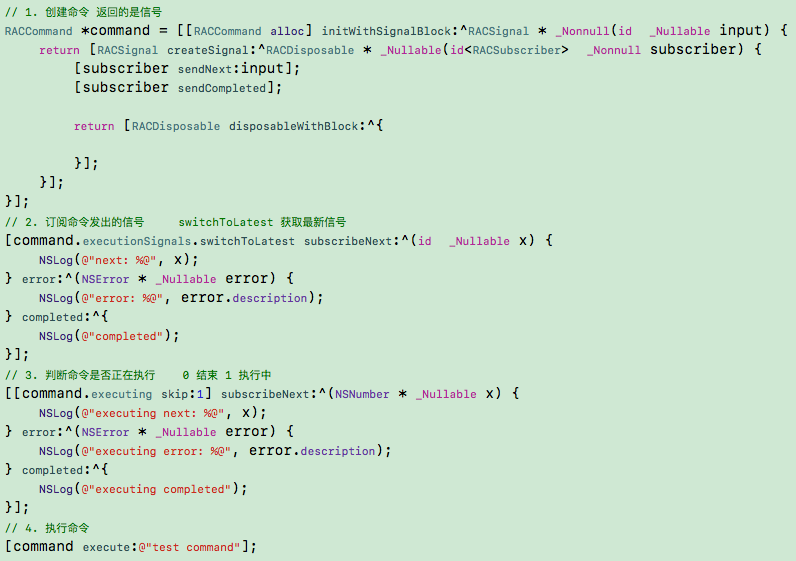 // 1. 创建命令 返回的是信号
RACCommand *command = [[RACCommand alloc] initWithSignalBlock:^RACSignal * _Nonnull(id  _Nullable input) {
    return [RACSignal createSignal:^RACDisposable * _Nullable(id<RACSubscriber>  _Nonnull subscriber) {
        [subscriber sendNext:input];
        [subscriber sendCompleted];

        return [RACDisposable disposableWithBlock:^{

        }];
    }];
}];
// 2. 订阅命令发出的信号     switchToLatest 获取最新信号
[command.executionSignals.switchToLatest subscribeNext:^(id  _Nullable x) {
    NSLog(@"next: %@", x);
} error:^(NSError * _Nullable error) {
    NSLog(@"error: %@", error.description);
} completed:^{
    NSLog(@"completed");
}];
// 3. 判断命令是否正在执行    0 结束 1 执行中
[[command.executing skip:1] subscribeNext:^(NSNumber * _Nullable x) {
    NSLog(@"executing next: %@", x);
} error:^(NSError * _Nullable error) {
    NSLog(@"executing error: %@", error.description);
} completed:^{
    NSLog(@"executing completed");
}];
// 4. 执行命令
[command execute:@"test command"];